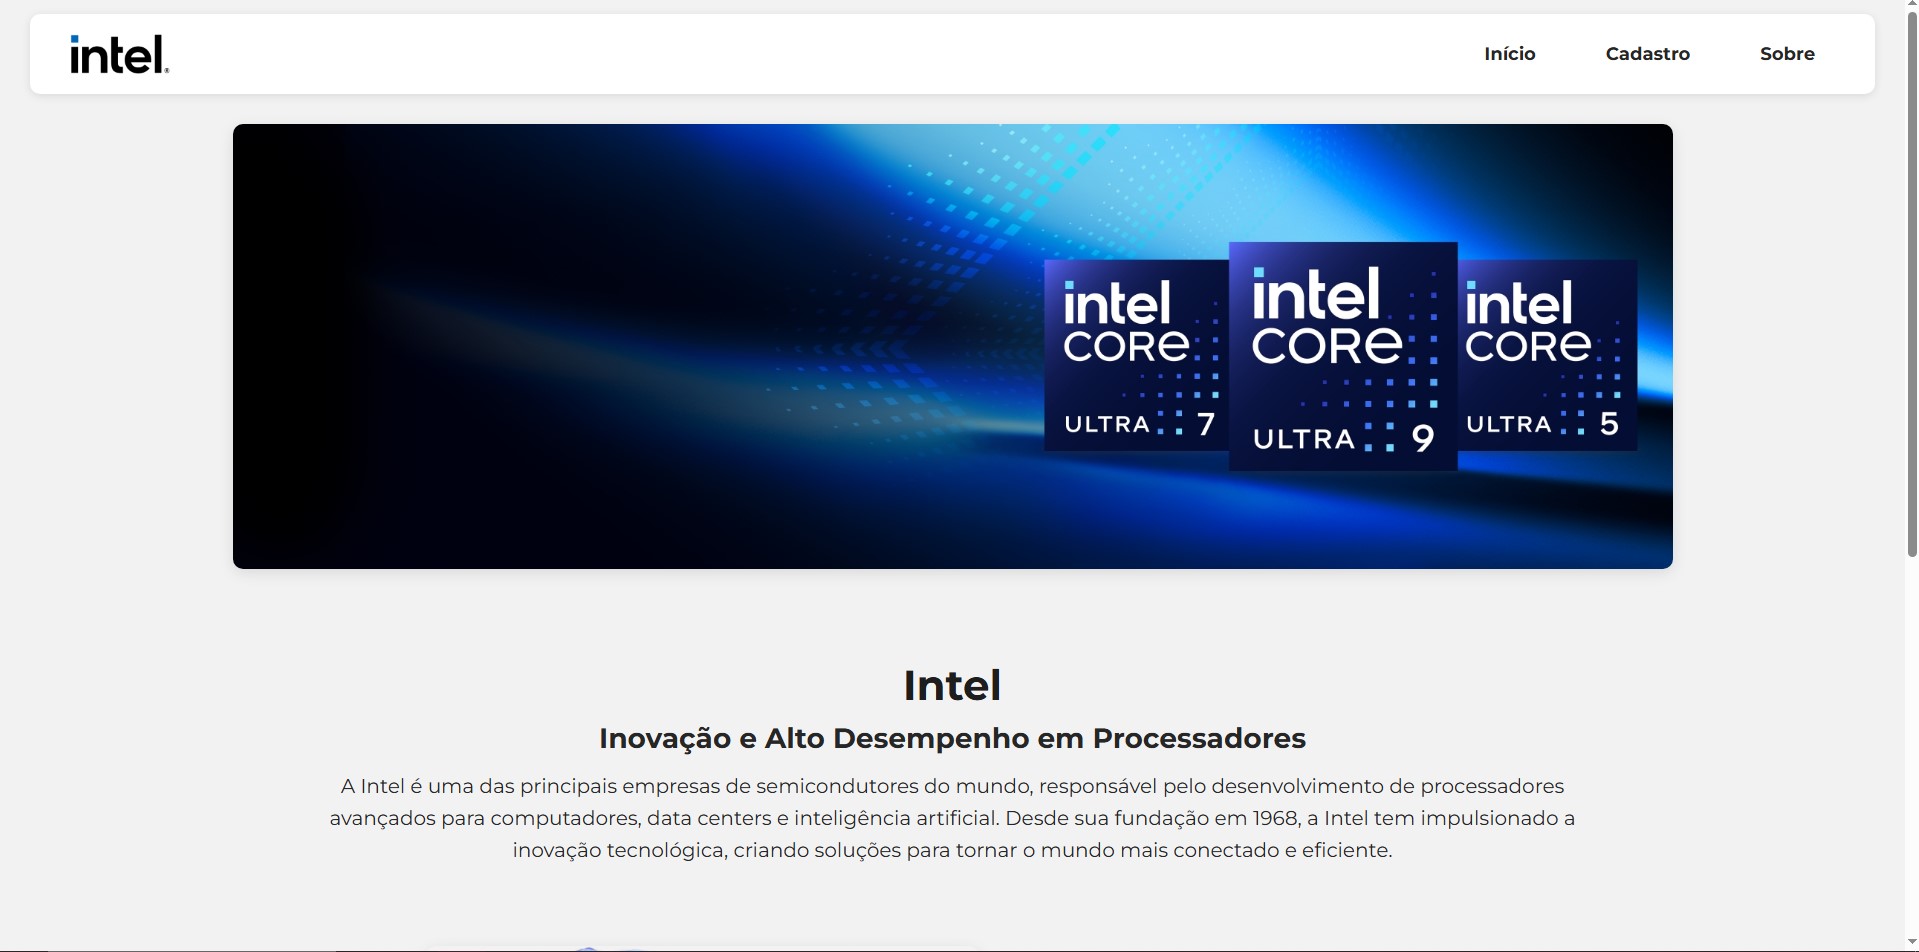 intel®
Início
Cadastro
Sobre
intel
CORe
ULTRA 7
intel
CORe
ULTRA 9
intel
CORe
ULTRA 5
Intel
Inovação e Alto Desempenho em Processadores
A Intel é uma das principais empresas de semicondutores do mundo, responsável pelo desenvolvimento de processadores
avançados para computadores, data centers e inteligência artificial. Desde sua fundação em 1968, a Intel tem impulsionado a
inovação tecnológica, criando soluções para tornar o mundo mais conectado e eficiente.